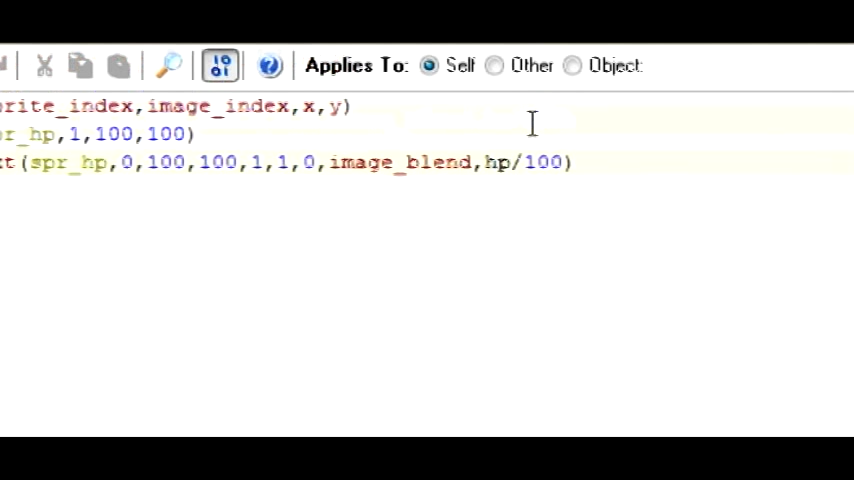 Applies To: Self Other Object:
rite_index,image_index,x,y)
r_hp,1,100,100)
xt(spr_hp,0,100,100,1,1,0,image_blend,hp/100)